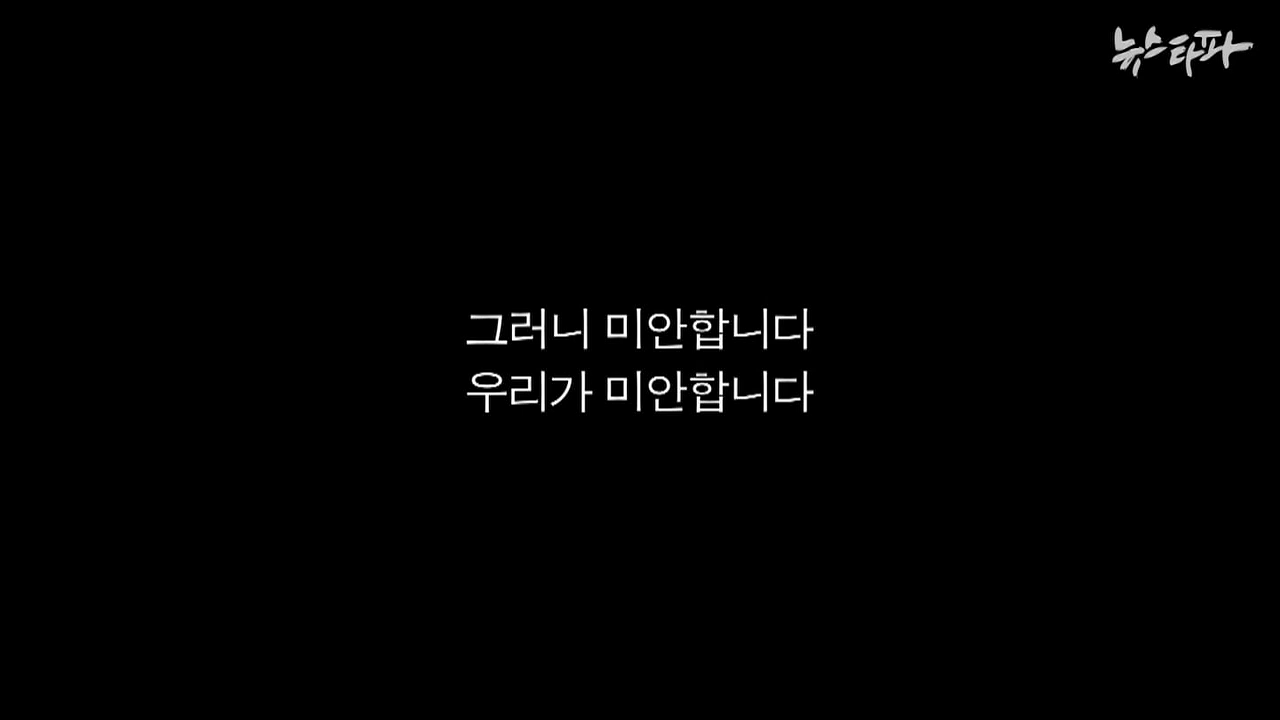 뉴스타파
그러니 미안합니다
우리가 미안합니다